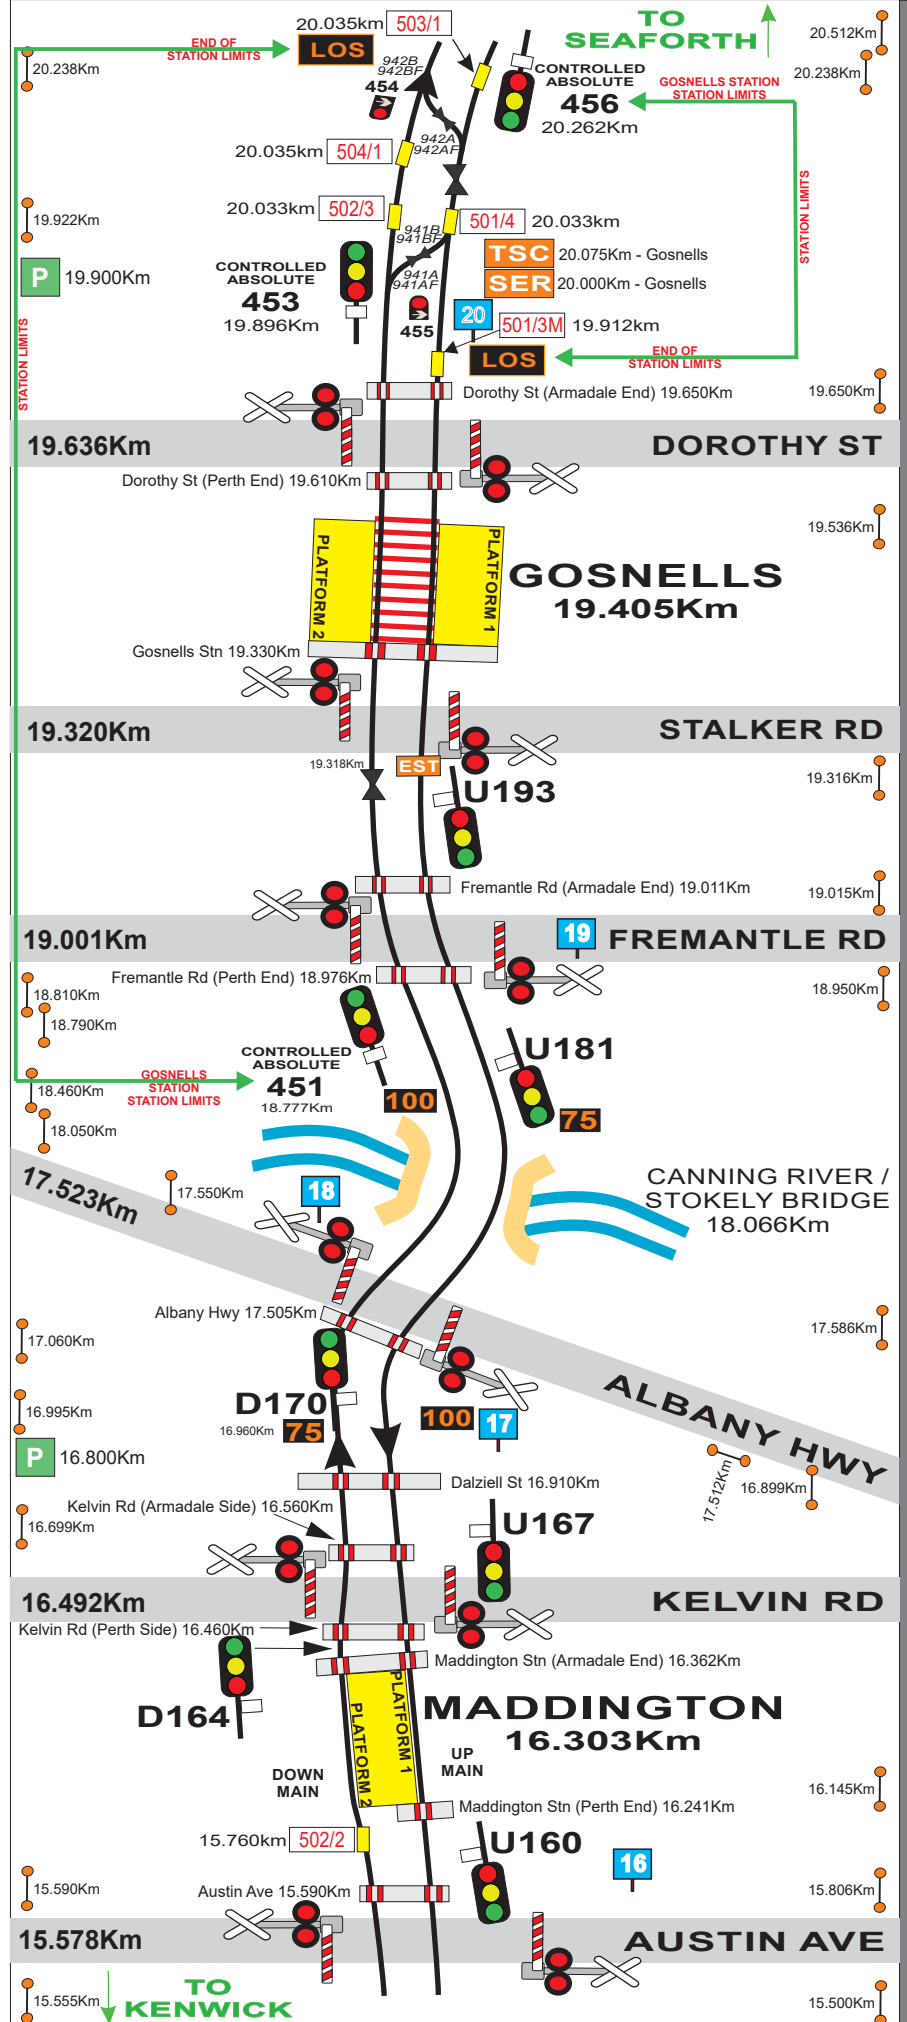 20.035km
503/1
TO
SEAFORTH
20.512Km
END OF
STATION LIMITS
LOS
20.238Km
942B
942BF
454
CONTROLLED
ABSOLUTE
456
20.262Km
GOSNELLS STATION
STATION LIMITS
20.238Km
942A
942AF
20.035km
504/1
19.922Km
20.033km
502/3
501/4
20.033km
941B
941BF
STATION LIMITS
TSC
20.075Km - Gosnells
SER
20.000Km - Gosnells
P
19.900Km
CONTROLLED
ABSOLUTE
453
19.896Km
941A
941AF
455
20
501/3M
19.912km
LOS
END OF
STATION LIMITS
STATION LIMITS
Dorothy St (Armadale End) 19.650Km
19.650Km
19.636Km
DOROTHY ST
Dorothy St (Perth End) 19.610Km
19.536Km
PLATFORM 2
PLATFORM 1
GOSNELLS
19.405Km
Gosnells Stn 19.330Km
19.320Km
STALKER RD
19.318Km
EST
U193
19.316Km
Fremantle Rd (Armadale End) 19.011Km
19.015Km
19.001Km
19
FREMANTLE RD
Fremantle Rd (Perth End) 18.976Km
18.810Km
18.790Km
18.950Km
CONTROLLED
ABSOLUTE
451
18.777Km
U181
GOSNELLS
STATION
STATION LIMITS
18.460Km
100
75
18.050Km
17.523Km
17.550Km
18
CANNING RIVER /
STOKELY BRIDGE
18.066Km
Albany Hwy 17.505Km
17.060Km
17.586Km
D170
16.960Km
75
100
17
16.995Km
ALBANY HWY
P
16.800Km
17.512Km
16.899Km
Dalziell St 16.910Km
Kelvin Rd (Armadale Side) 16.560Km
16.699Km
U167
16.492Km
KELVIN RD
Kelvin Rd (Perth Side) 16.460Km
Maddington Stn (Armadale End) 16.362Km
D164
PLATFORM 2
PLATFORM 1
MADDINGTON
16.303Km
DOWN
MAIN
UP
MAIN
16.145Km
Maddington Stn (Perth End) 16.241Km
15.760km
502/2
U160
16
15.590Km
Austin Ave 15.590Km
15.806Km
15.578Km
AUSTIN AVE
15.555Km
TO
KENWICK
15.500Km